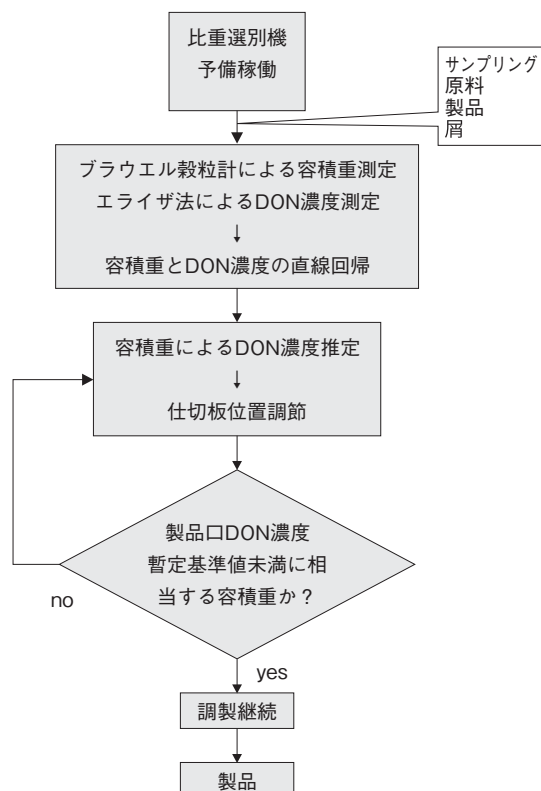 比重選別機
予備稼働
サンプリング
原料
製品
屑
ブラウエル穀粒計による容積重測定
エライザ法によるDON濃度測定
↓
容積重とDON濃度の直線回帰
容積重によるDON濃度推定
↓
仕切板位置調節
製品口DON濃度
暫定基準値未満に相
当する容積重か？
no
yes
調製継続
製品